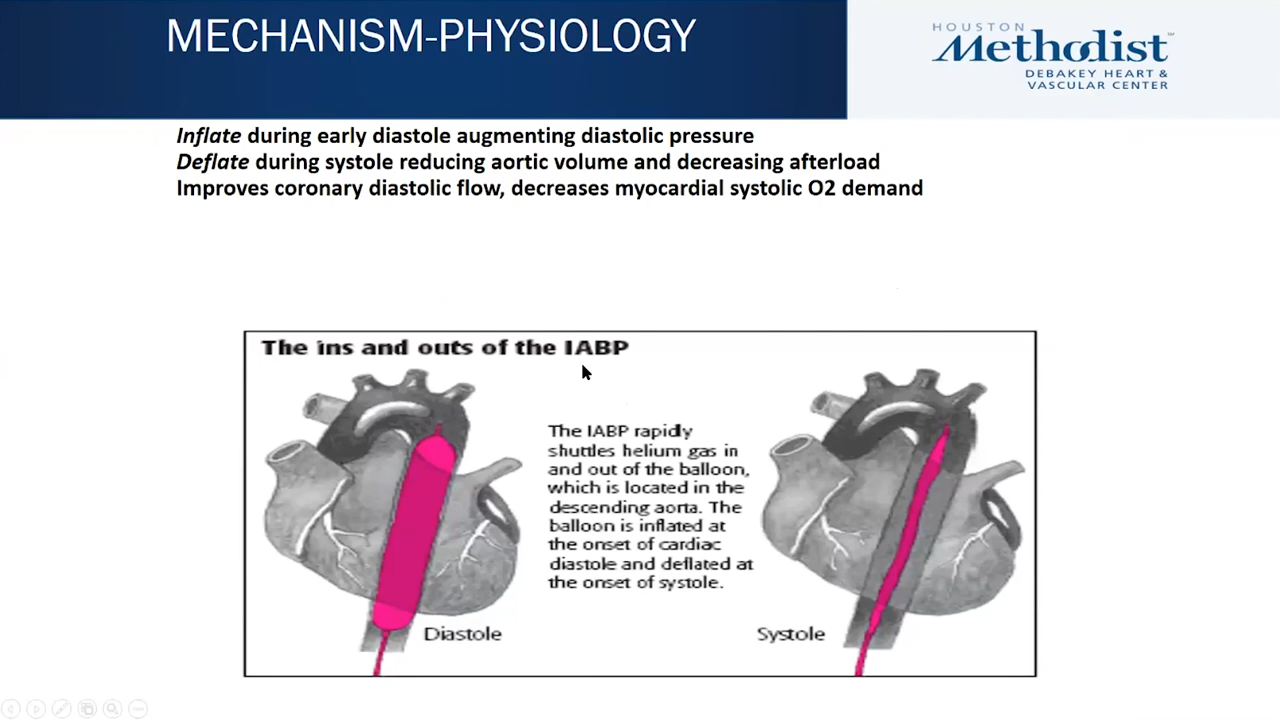 MECHANISM-PHYSIOLOGY
HOUSTON
Methodist
DEBAKEY HEART &
VASCULAR CENTER
Inflate during early diastole augmenting diastolic pressure
Deflate during systole reducing aortic volume and decreasing afterload
Improves coronary diastolic flow, decreases myocardial systolic O2 demand
The ins and outs of the IABP
The IABP rapidly
shuttles helium gas in
and out of the balloon,
which is located in the
descending aorta. The
balloon is inflated at
the onset of cardiac
diastole and deflated at
the onset of systole.
Diastole
Systole